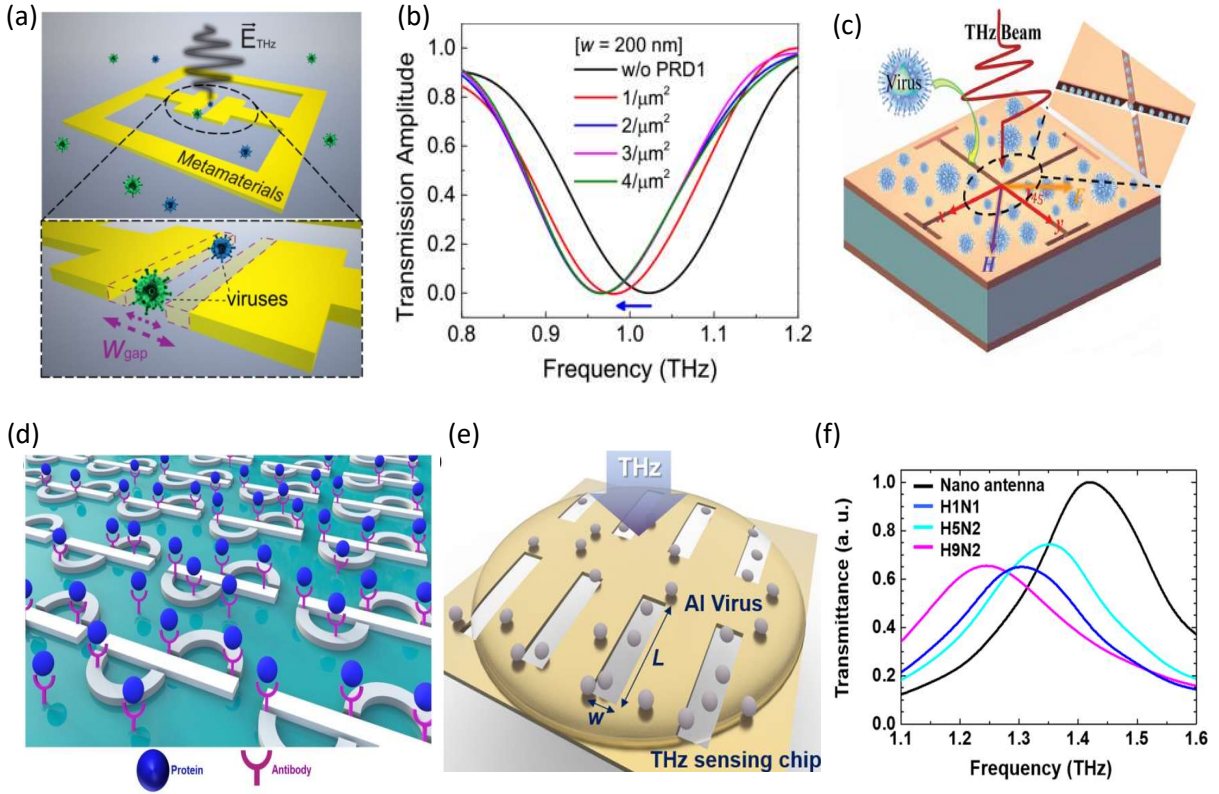 (a)
E⃗THz
Metamaterials
viruses
Wgap
(b)
Transmission Amplitude
1.0
0.8
0.6
0.4
0.2
0.0
[w = 200 nm]
w/o PRD1
1/μm²
2/μm²
3/μm²
4/μm²
0.8 0.9 1.0 1.1 1.2
Frequency (THz)
(c)
THz Beam
Virus
E
45
x
y
H
(d)
Protein
Antibody
(e)
THz
AI Virus
L
w
THz sensing chip
(f)
Transmittance (a. u.)
1.0
0.8
0.6
0.4
0.2
0.0
Nano antenna
H1N1
H5N2
H9N2
1.1 1.2 1.3 1.4 1.5 1.6
Frequency (THz)